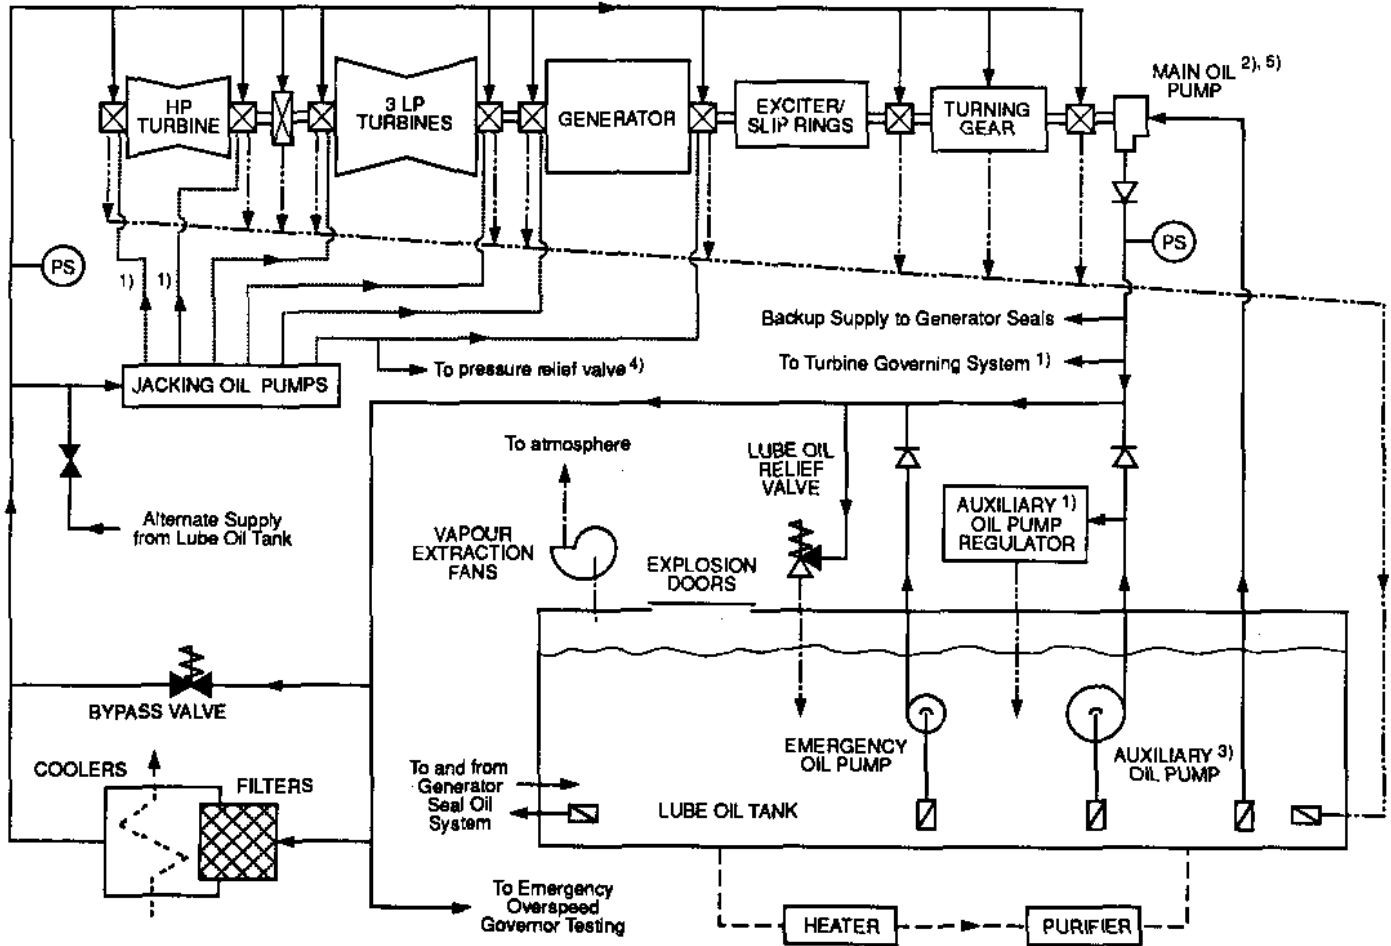 HP
TURBINE
3 LP
TURBINES
GENERATOR
EXCITER/
SLIP RINGS
TURNING
GEAR
MAIN OIL 2), 5)
PUMP
PS
PS
1)
1)
Backup Supply to Generator Seals
To Turbine Governing System 1)
To pressure relief valve 4)
JACKING OIL PUMPS
To atmosphere
LUBE OIL
RELIEF
VALVE
AUXILIARY 1)
OIL PUMP
REGULATOR
Alternate Supply
from Lube Oil Tank
VAPOUR
EXTRACTION
FANS
EXPLOSION
DOORS
BYPASS VALVE
EMERGENCY
OIL PUMP
AUXILIARY 3)
OIL PUMP
COOLERS
FILTERS
To and from
Generator
Seal Oil
System
LUBE OIL TANK
To Emergency
Overspeed
Governor Testing
HEATER
PURIFIER